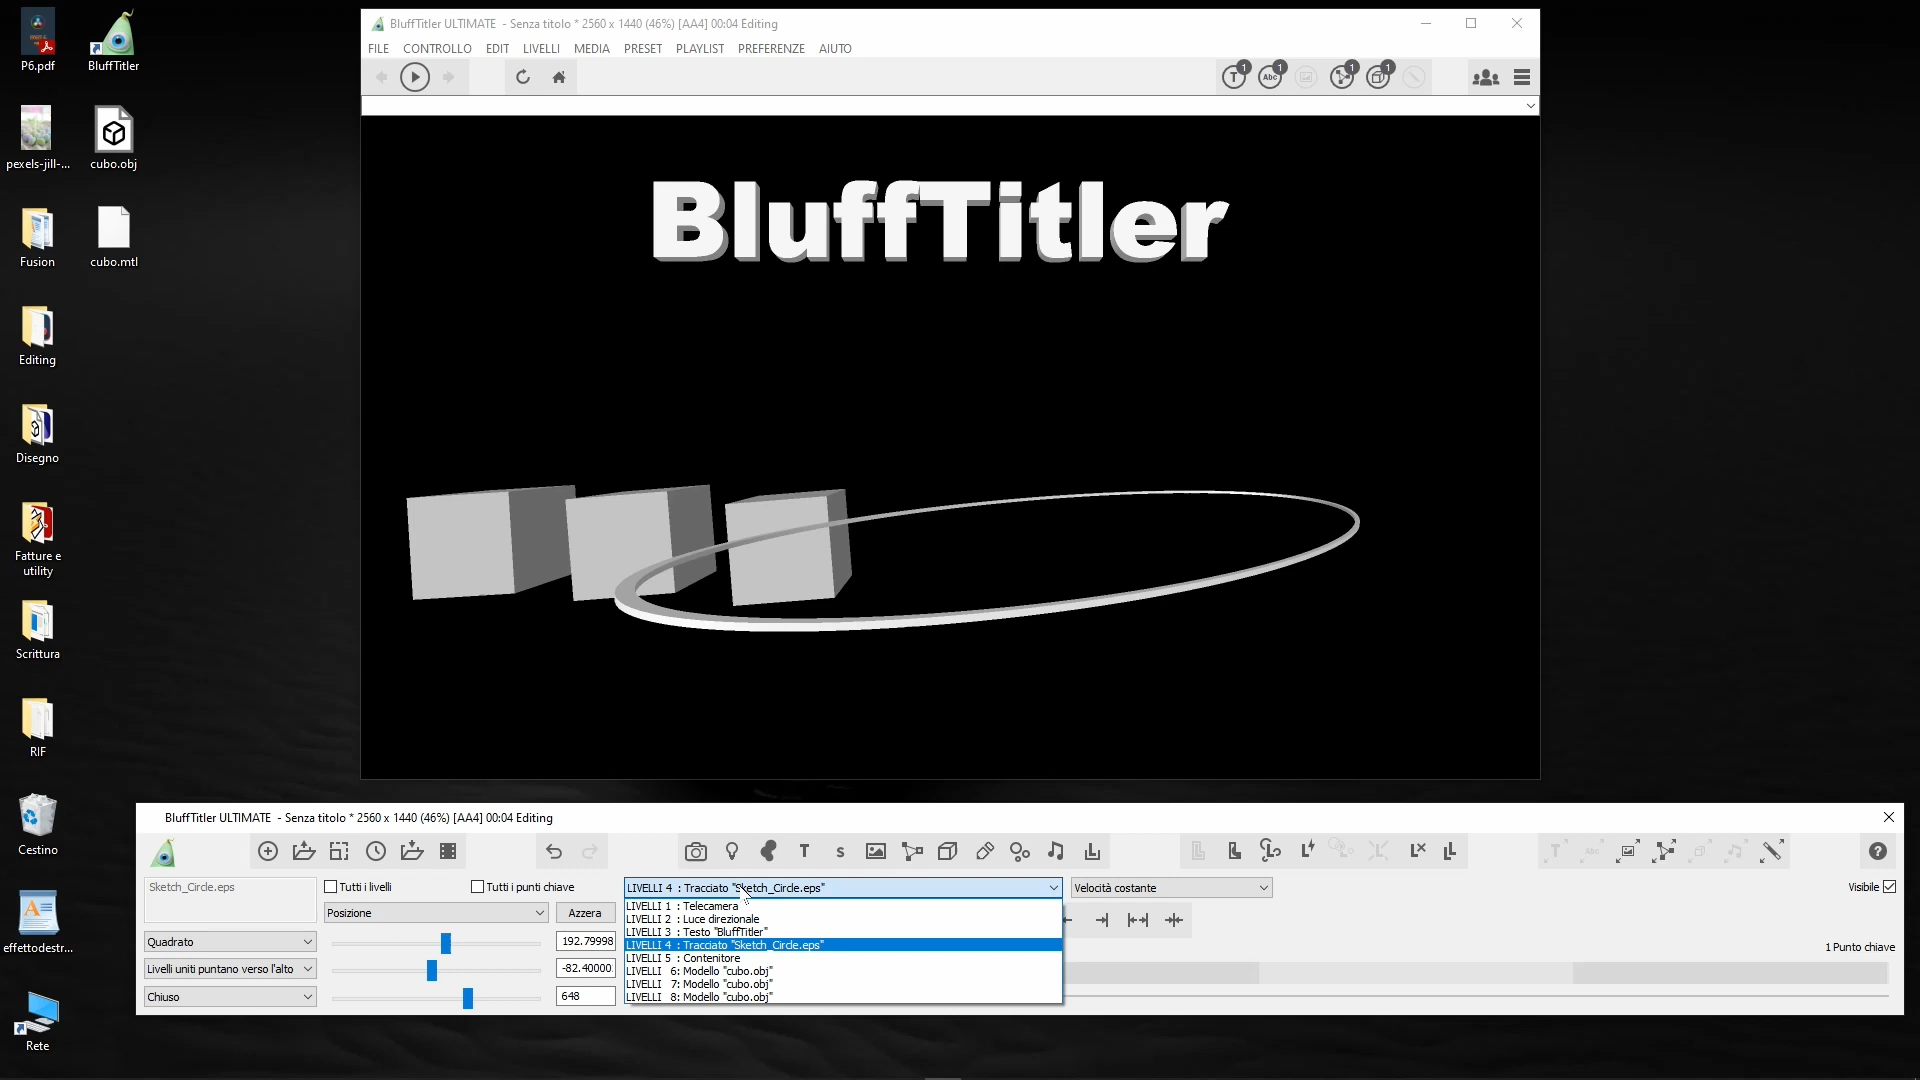 P6.pdf
BluffTitler
pexels-jill-...
cubo.obj
Fusion
cubo.mtl
Editing
Disegno
Fatture e
utility
Scrittura
RIF
Cestino
effettodestr...
Rete
BluffTitler ULTIMATE - Senza titolo * 2560 x 1440 (46%) [AA4] 00:04 Editing
FILE CONTROLLO EDIT LIVELLI MEDIA PRESET PLAYLIST PREFERENZE AIUTO
T 1 Abc 1 1 1
BluffTitler
BluffTitler ULTIMATE - Senza titolo * 2560 x 1440 (46%) [AA4] 00:04 Editing
T S
Sketch_Circle.eps
Tutti i livelli
Tutti i punti chiave
LIVELLI 4 : Tracciato "Sketch_Circle.eps"
Velocità costante
Visibile
Posizione
Azzera
LIVELLI 1 : Telecamera
LIVELLI 2 : Luce direzionale
LIVELLI 3 : Testo "BluffTitler"
LIVELLI 4 : Tracciato "Sketch_Circle.eps"
LIVELLI 5 : Contenitore
LIVELLI 6: Modello "cubo.obj"
LIVELLI 7: Modello "cubo.obj"
LIVELLI 8: Modello "cubo.obj"
Quadrato
192.79998
1 Punto chiave
Livelli uniti puntano verso l'alto
-82.40000
Chiuso
648